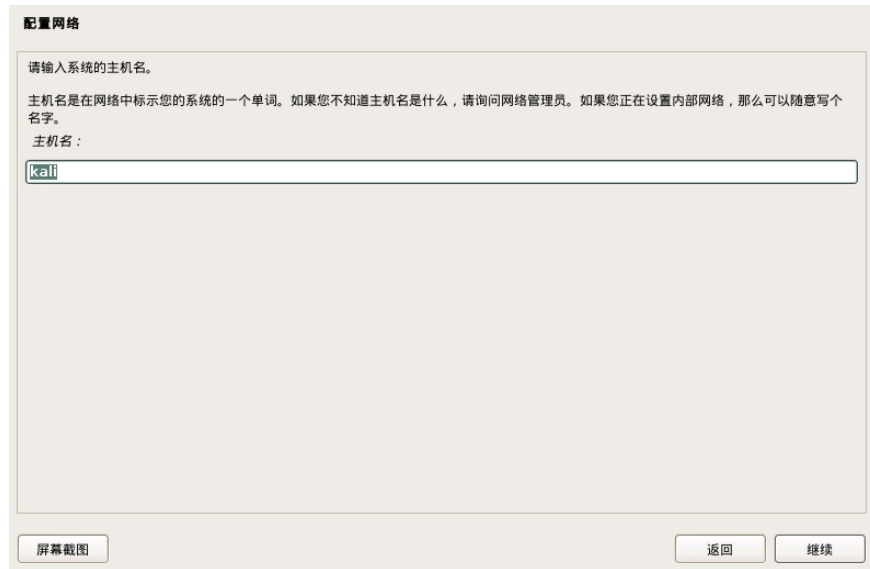 配置网络
请输入系统的主机名。
主机名是在网络中标示您的系统的一个单词。如果您不知道主机名是什么，请询问网络管理员。如果您正在设置内部网络，那么可以随意写个
名字。
主机名：
kali
屏幕截图 返回 继续